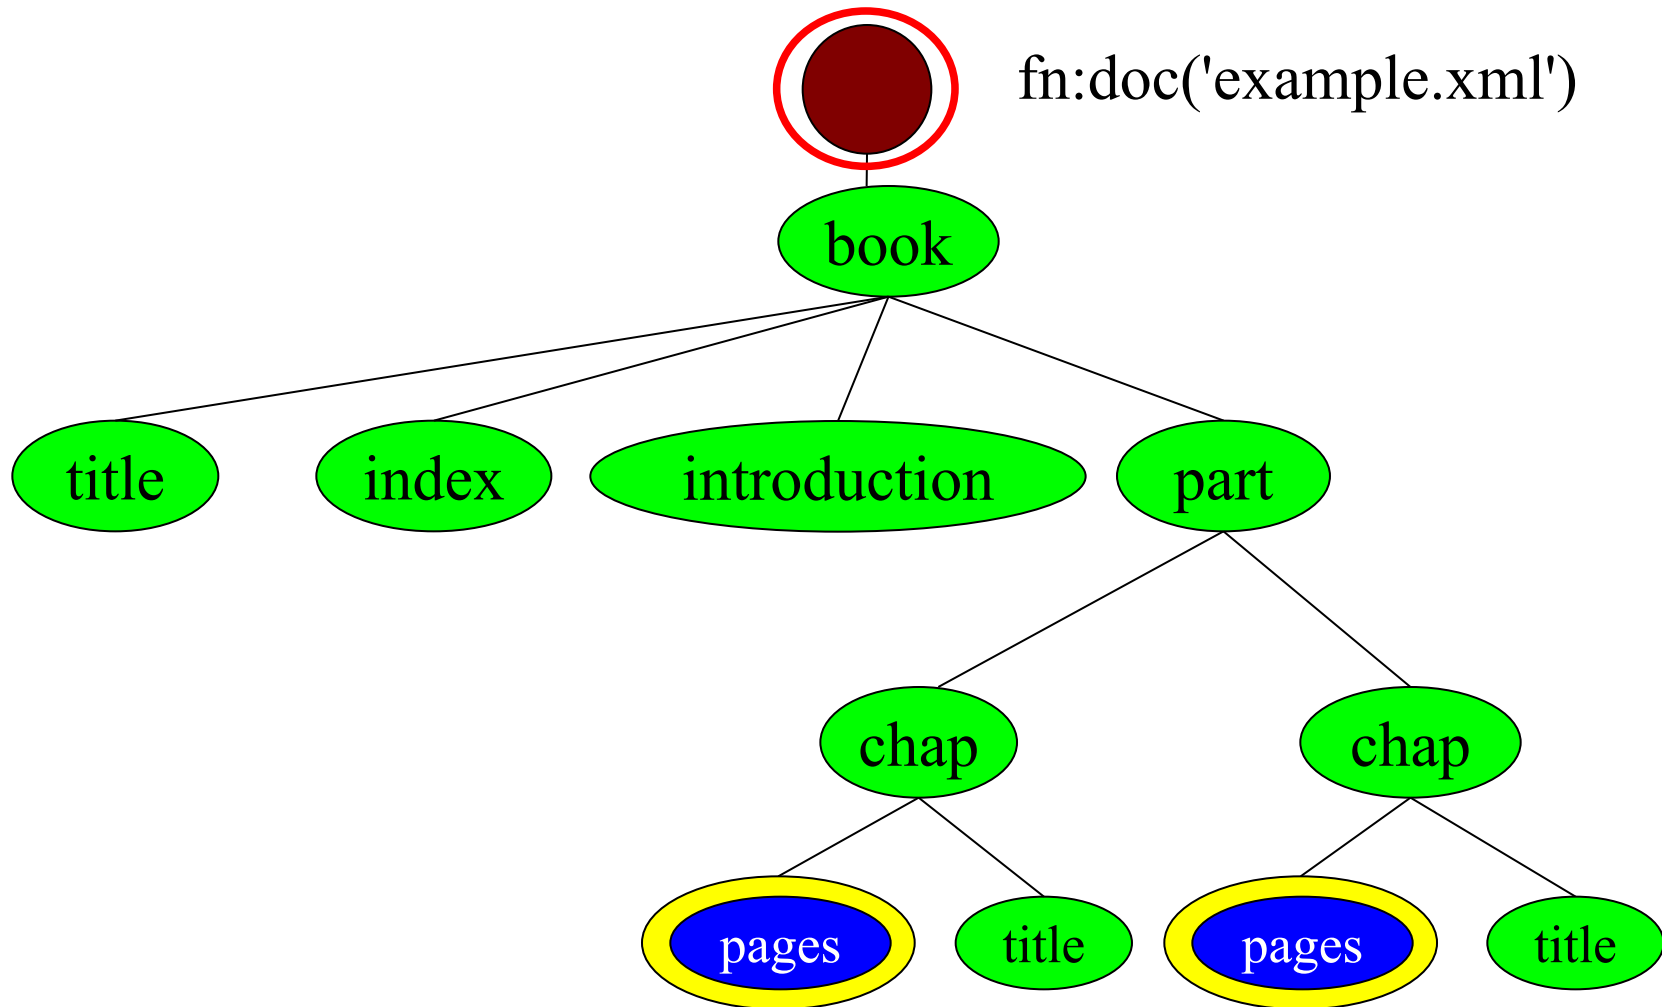 fn:doc('example.xml')
book
title
index
introduction
part
chap
chap
pages
title
pages
title